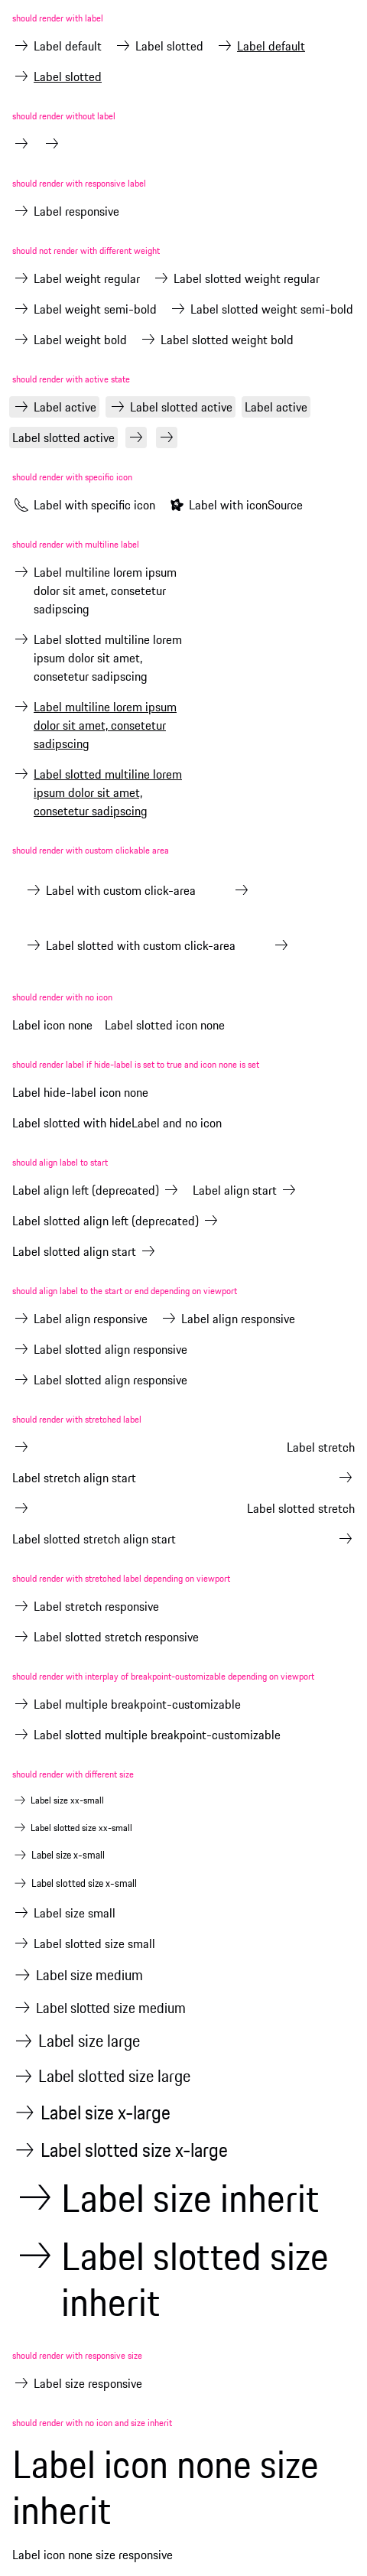 should render with label
Label default Label slotted Label default
Label slotted
should render without label
should render with responsive label
Label responsive
should not render with different weight
Label weight regular Label slotted weight regular
Label weight semi-bold Label slotted weight semi-bold
Label weight bold Label slotted weight bold
should render with active state
Label active Label slotted active Label active
Label slotted active
should render with specific icon
Label with specific icon Label with iconSource
should render with multiline label
Label multiline lorem ipsum
dolor sit amet, consetetur
sadipscing
Label slotted multiline lorem
ipsum dolor sit amet,
consetetur sadipscing
Label multiline lorem ipsum
dolor sit amet, consetetur
sadipscing
Label slotted multiline lorem
ipsum dolor sit amet,
consetetur sadipscing
should render with custom clickable area
Label with custom click-area
Label slotted with custom click-area
should render with no icon
Label icon none Label slotted icon none
should render label if hide-label is set to true and icon none is set
Label hide-label icon none
Label slotted with hideLabel and no icon
should align label to start
Label align left (deprecated) Label align start
Label slotted align left (deprecated)
Label slotted align start
should align label to the start or end depending on viewport
Label align responsive Label align responsive
Label slotted align responsive
Label slotted align responsive
should render with stretched label
Label stretch
Label stretch align start
Label slotted stretch
Label slotted stretch align start
should render with stretched label depending on viewport
Label stretch responsive
Label slotted stretch responsive
should render with interplay of breakpoint-customizable depending on viewport
Label multiple breakpoint-customizable
Label slotted multiple breakpoint-customizable
should render with different size
Label size xx-small
Label slotted size xx-small
Label size x-small
Label slotted size x-small
Label size small
Label slotted size small
Label size medium
Label slotted size medium
Label size large
Label slotted size large
Label size x-large
Label slotted size x-large
Label size inherit
Label slotted size
inherit
should render with responsive size
Label size responsive
should render with no icon and size inherit
Label icon none size
inherit
Label icon none size responsive